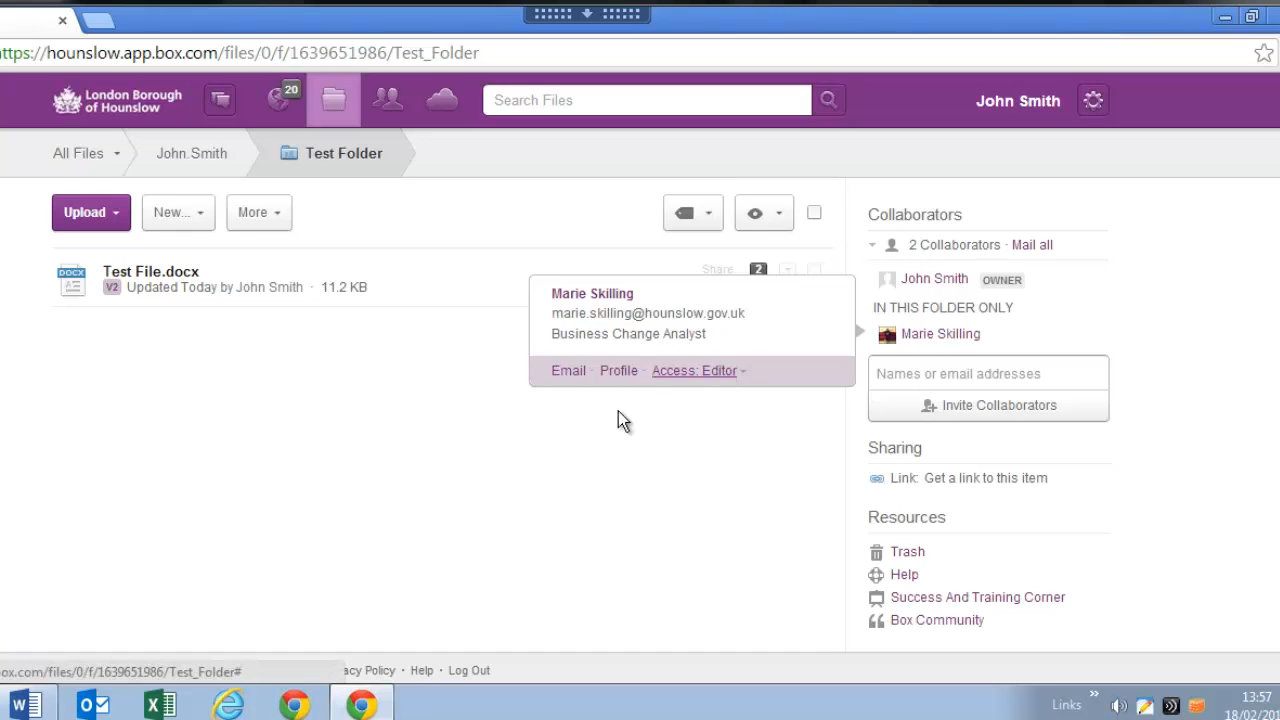 https://hounslow.app.box.com/files/0/f/1639651986/Test_Folder
London Borough
of Hounslow
20
Search Files
John Smith
All Files
John.Smith
Test Folder
Upload
New...
More
Collaborators
2 Collaborators · Mail all
John Smith OWNER
IN THIS FOLDER ONLY
Marie Skilling
Names or email addresses
Invite Collaborators
Sharing
Link: Get a link to this item
Resources
Trash
Help
Success And Training Corner
Box Community
DOCX
Test File.docx
Share
2
V2 Updated Today by John Smith · 11.2 KB
Marie Skilling
marie.skilling@hounslow.gov.uk
Business Change Analyst
Email · Profile · Access: Editor
ox.com/files/0/f/1639651986/Test_Folder#
acy Policy · Help · Log Out
Links
13:57
18/02/201